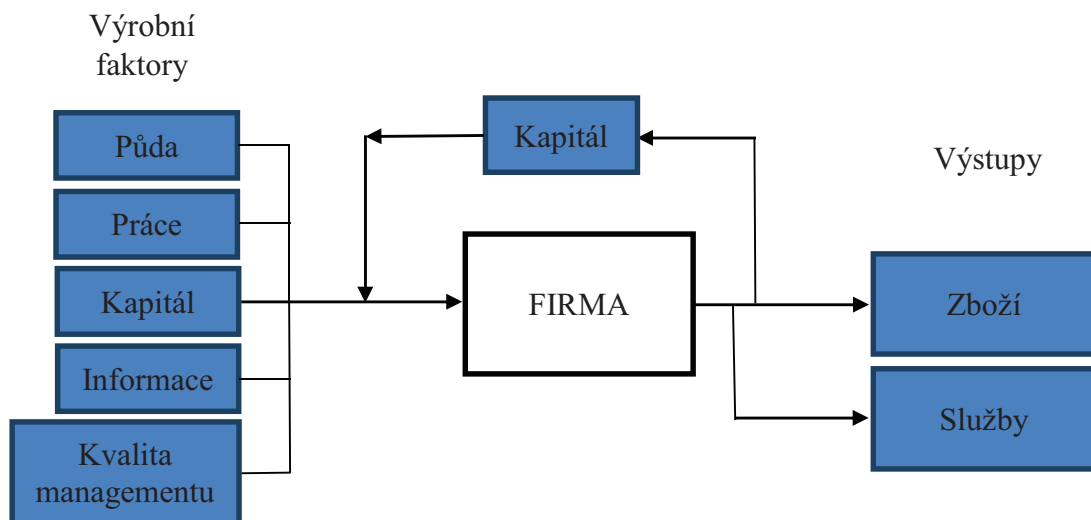 Výrobní
faktory
Půda
Práce
Kapitál
Informace
Kvalita
managementu
Kapitál
FIRMA
Výstupy
Zboží
Služby